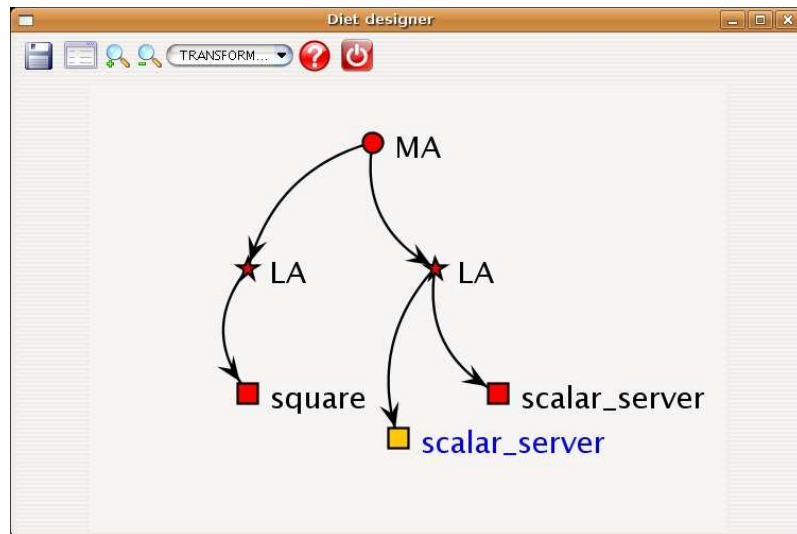 Diet designer
TRANSFORM...
?
MA
LA
LA
square
scalar_server
scalar_server